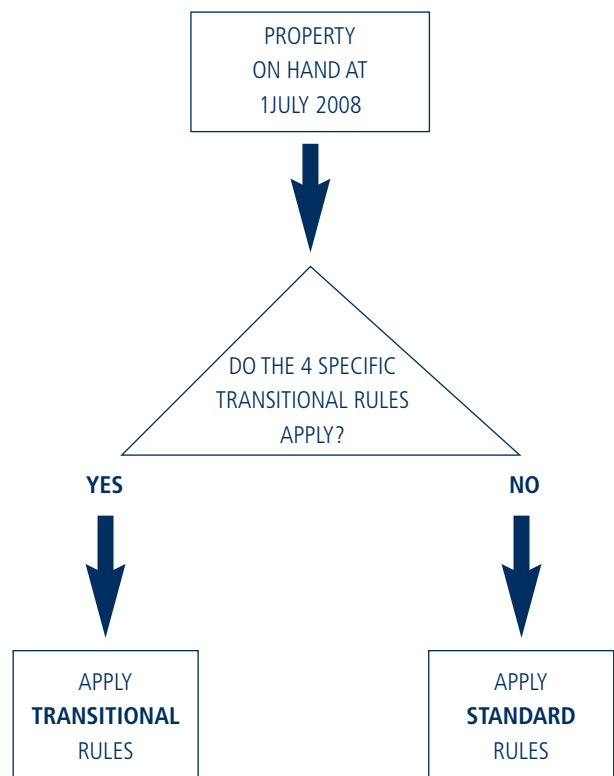 PROPERTY
ON HAND AT
1JULY 2008
DO THE 4 SPECIFIC
TRANSITIONAL RULES
APPLY?
YES
NO
APPLY
TRANSITIONAL
RULES
APPLY
STANDARD
RULES